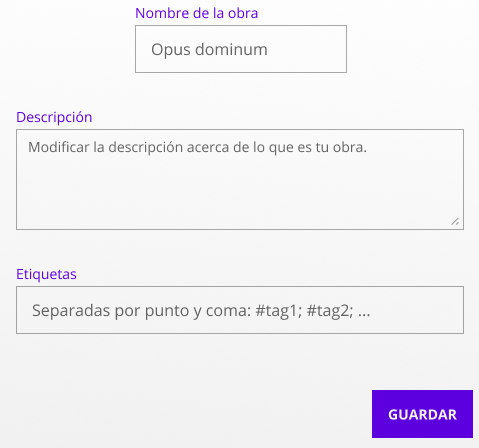 Nombre de la obra
Opus dominum
Descripción
Modificar la descripción acerca de lo que es tu obra.
Etiquetas
Separadas por punto y coma: #tag1; #tag2; ...
GUARDAR